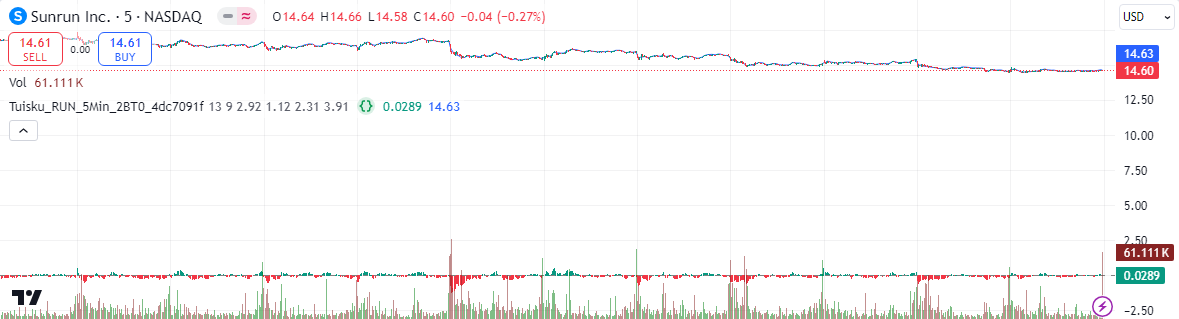 S Sunrun Inc. · 5 · NASDAQ O14.64 H14.66 L14.58 C14.60 −0.04 (−0.27%) USD
14.61 SELL 0.00 14.61 BUY
14.63
14.60
Vol 61.111 K
12.50
Tuisku_RUN_5Min_2BT0_4dc7091f 13 9 2.92 1.12 2.31 3.91 {} 0.0289 14.63
10.00
7.50
5.00
2.50
61.111 K
0.0289
−2.50